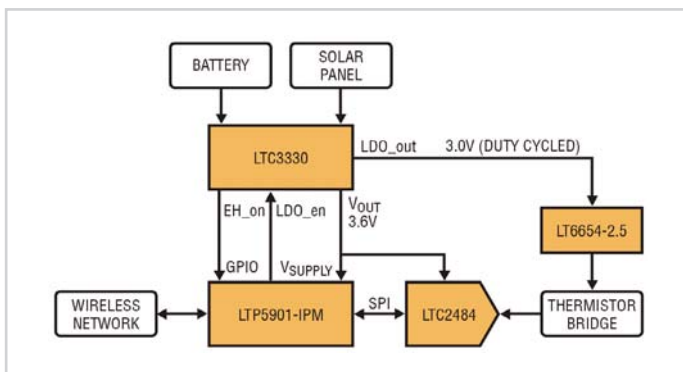 BATTERY
SOLAR
PANEL
LTC3330
LDO_out
3.0V (DUTY CYCLED)
EH_on
LDO_en
VOUT
3.6V
LT6654-2.5
GPIO
VSUPPLY
WIRELESS
NETWORK
LTP5901-IPM
SPI
LTC2484
THERMISTOR
BRIDGE